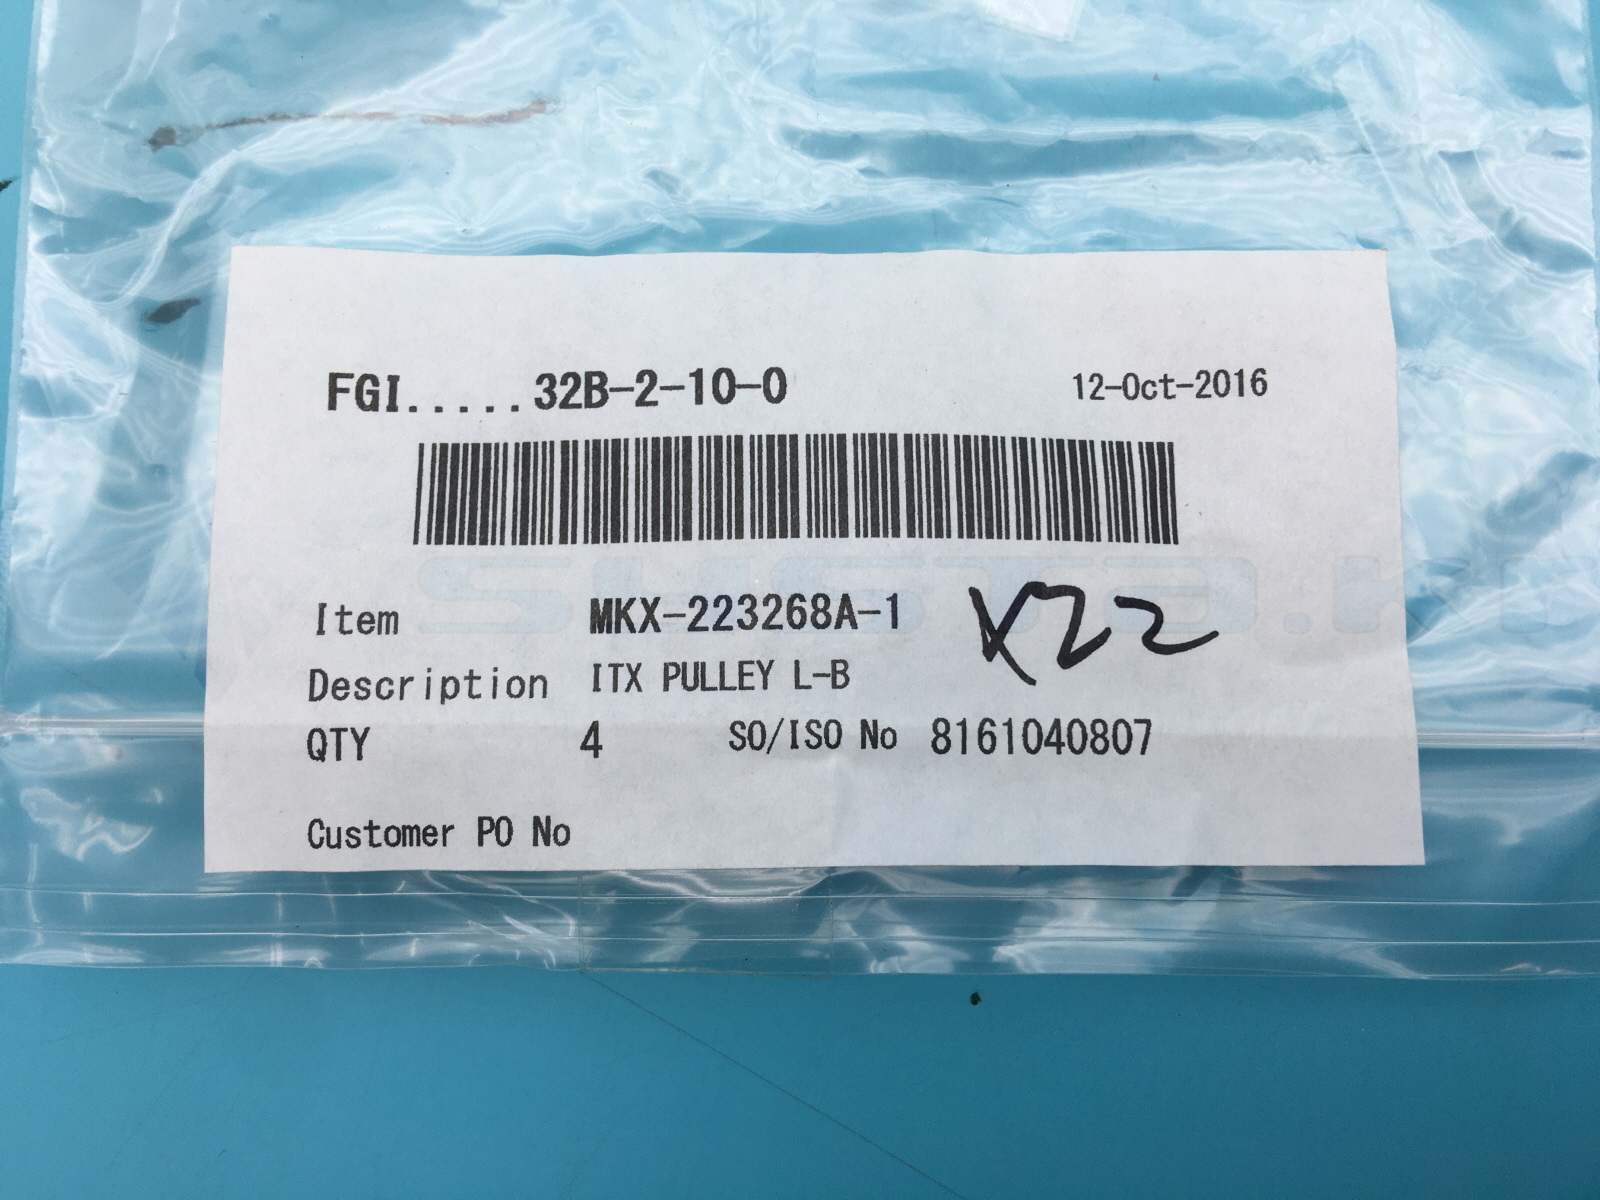 FGI.....32B-2-10-0 12-Oct-2016
Item MKX-223268A-1 X22
Description ITX PULLEY L-B
QTY 4 SO/ISO No 8161040807
Customer PO No